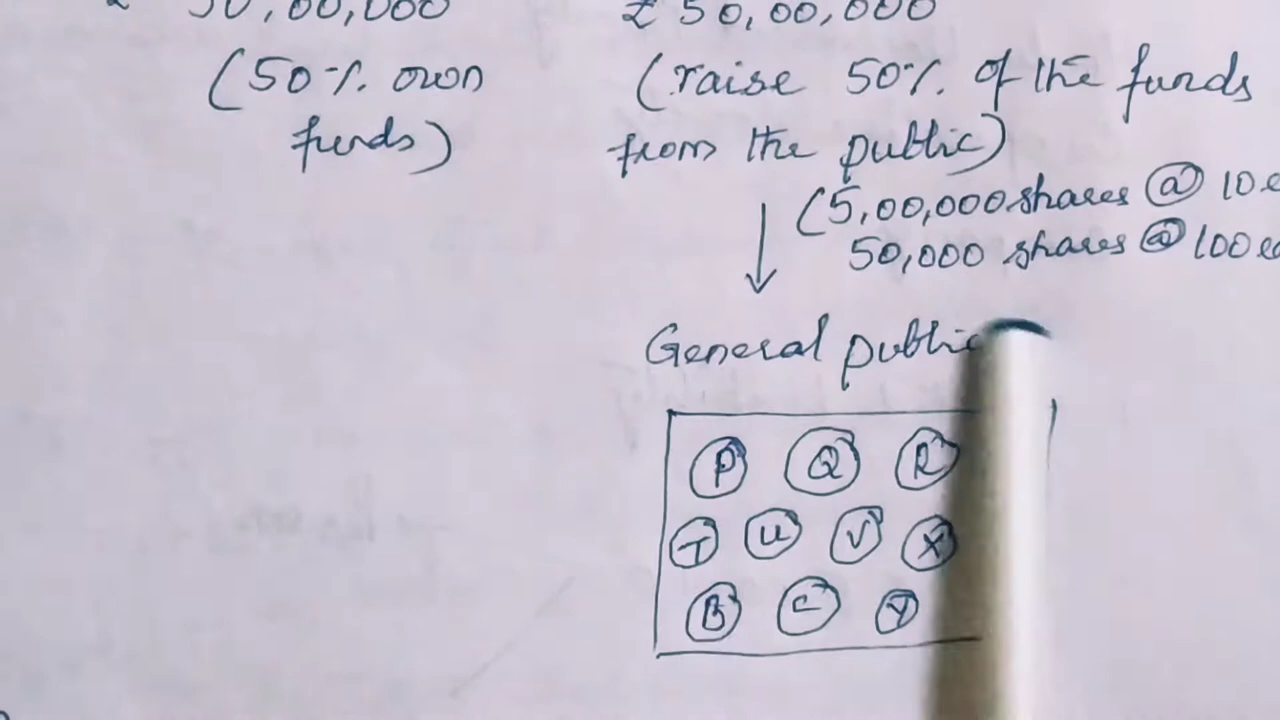 ₹ 50,00,000
₹ 50,00,000
(50% own
funds)
(raise 50% of the funds
from the public)
(5,00,000 shares @ 10
50,000 shares @ 100
General public
P Q R
T U V X
B C Y